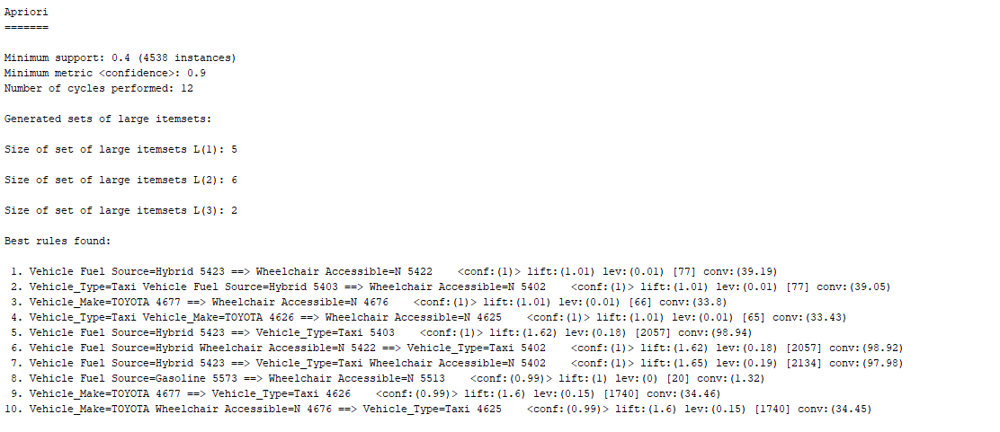 Apriori
=======
Minimum support: 0.4 (4538 instances)
Minimum metric <confidence>: 0.9
Number of cycles performed: 12
Generated sets of large itemsets:
Size of set of large itemsets L(1): 5
Size of set of large itemsets L(2): 6
Size of set of large itemsets L(3): 2
Best rules found:
1. Vehicle Fuel Source=Hybrid 5423 ==> Wheelchair Accessible=N 5422    <conf:(1)> lift:(1.01) lev:(0.01) [77] conv:(39.19)
2. Vehicle_Type=Taxi Vehicle Fuel Source=Hybrid 5403 ==> Wheelchair Accessible=N 5402    <conf:(1)> lift:(1.01) lev:(0.01) [77] conv:(39.05)
3. Vehicle_Make=TOYOTA 4677 ==> Wheelchair Accessible=N 4676    <conf:(1)> lift:(1.01) lev:(0.01) [66] conv:(33.8)
4. Vehicle_Type=Taxi Vehicle_Make=TOYOTA 4626 ==> Wheelchair Accessible=N 4625    <conf:(1)> lift:(1.01) lev:(0.01) [65] conv:(33.43)
5. Vehicle Fuel Source=Hybrid 5423 ==> Vehicle_Type=Taxi 5403    <conf:(1)> lift:(1.62) lev:(0.18) [2057] conv:(98.94)
6. Vehicle Fuel Source=Hybrid Wheelchair Accessible=N 5422 ==> Vehicle_Type=Taxi 5402    <conf:(1)> lift:(1.62) lev:(0.18) [2057] conv:(98.92)
7. Vehicle Fuel Source=Hybrid 5423 ==> Vehicle_Type=Taxi Wheelchair Accessible=N 5402    <conf:(1)> lift:(1.65) lev:(0.19) [2134] conv:(97.98)
8. Vehicle Fuel Source=Gasoline 5573 ==> Wheelchair Accessible=N 5513    <conf:(0.99)> lift:(1) lev:(0) [20] conv:(1.32)
9. Vehicle_Make=TOYOTA 4677 ==> Vehicle_Type=Taxi 4626    <conf:(0.99)> lift:(1.6) lev:(0.15) [1740] conv:(34.46)
10. Vehicle_Make=TOYOTA Wheelchair Accessible=N 4676 ==> Vehicle_Type=Taxi 4625    <conf:(0.99)> lift:(1.6) lev:(0.15) [1740] conv:(34.45)